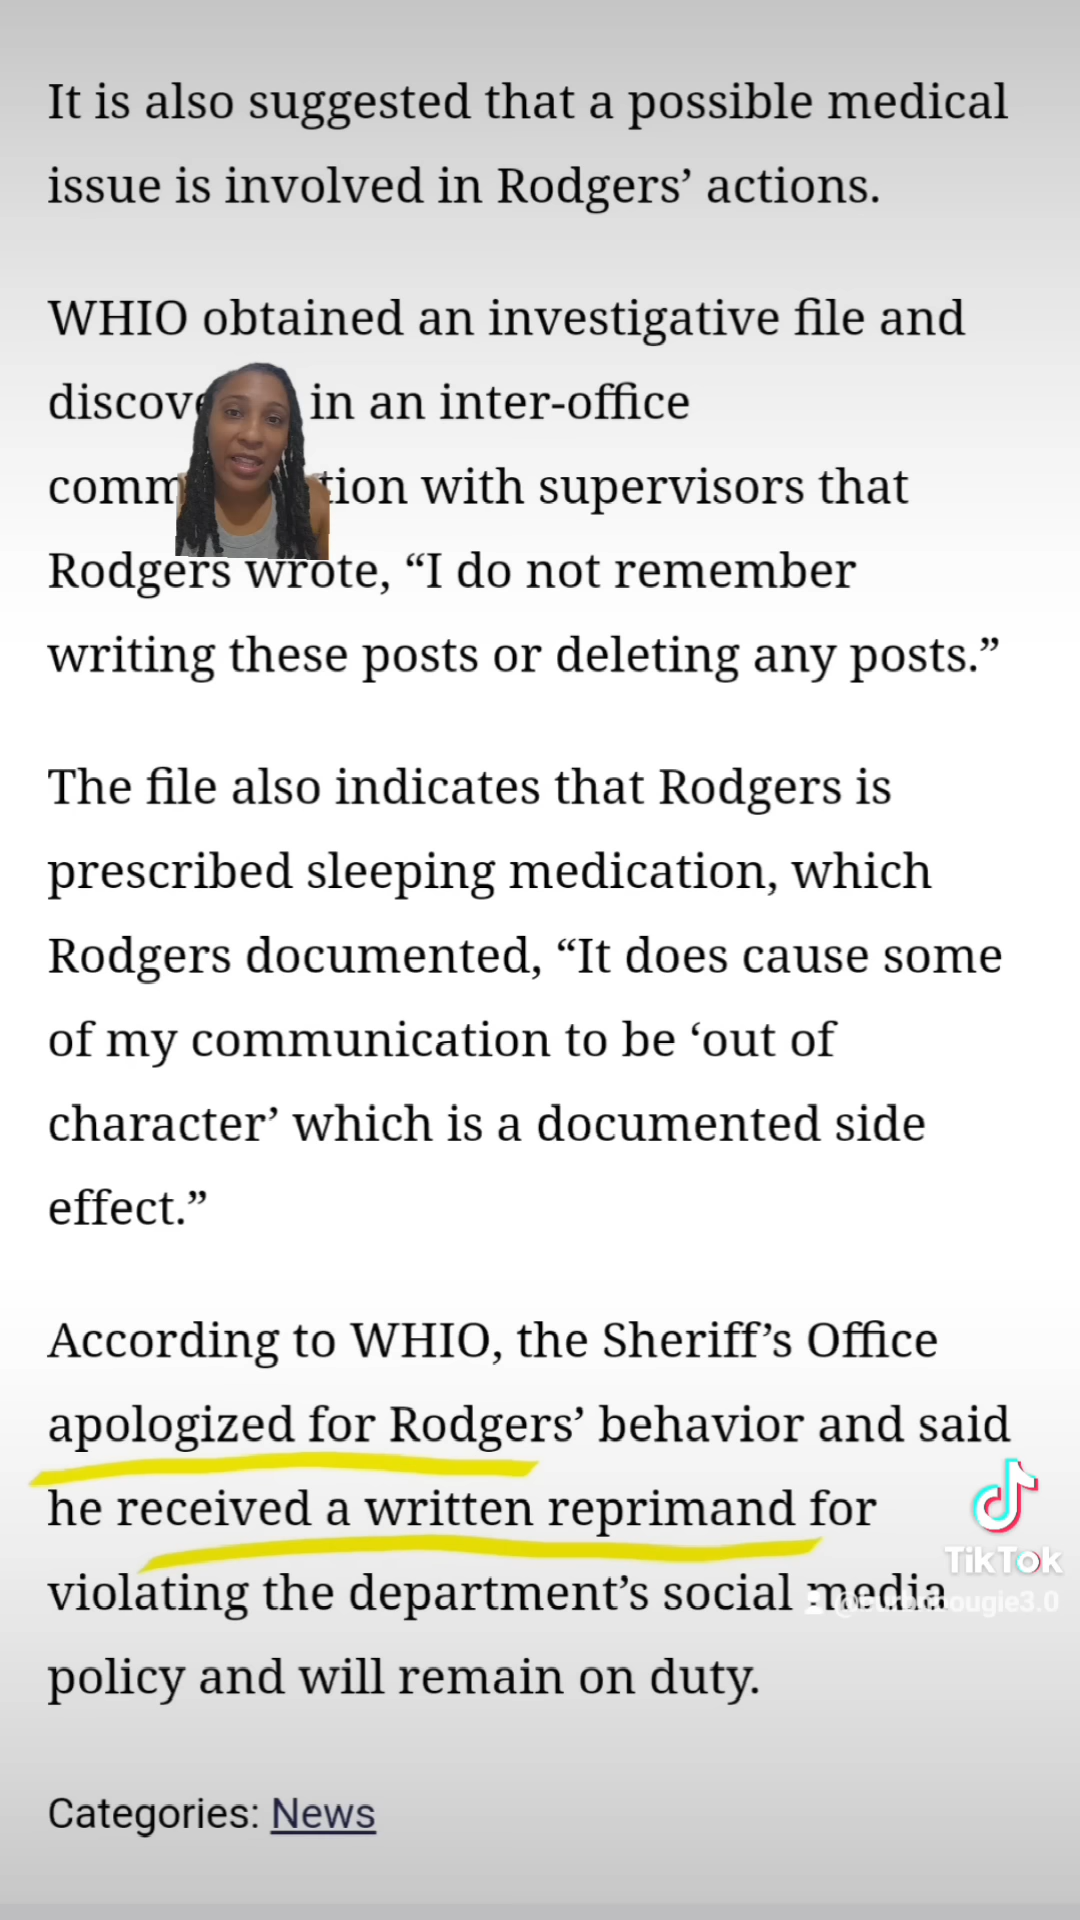 It is also suggested that a possible medical
issue is involved in Rodgers’ actions.
WHIO obtained an investigative file and
in an inter-office
with supervisors that
Rodgers wrote, “I do not remember
writing these posts or deleting any posts.”
The file also indicates that Rodgers is
prescribed sleeping medication, which
Rodgers documented, “It does cause some
of my communication to be ‘out of
character’ which is a documented side
effect.”
According to WHIO, the Sheriff’s Office
apologized for Rodgers’ behavior and said
he received a written reprimand for
violating the department’s social media
policy and will remain on duty.
TikTok
Categories: News